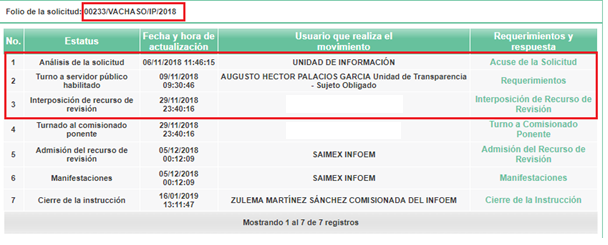 Folio de la solicitud: 00233/VACHASO/IP/2018
No. Estatus Fecha y hora de actualización Usuario que realiza el movimiento Requerimientos y respuesta
1 Análisis de la solicitud 06/11/2018 11:46:15 UNIDAD DE INFORMACIÓN Acuse de la Solicitud
2 Turno a servidor público habilitado 09/11/2018 09:30:46 AUGUSTO HECTOR PALACIOS GARCIA Unidad de Transparencia - Sujeto Obligado Requerimientos
3 Interposición de recurso de revisión 29/11/2018 23:40:16 Interposición de Recurso de Revisión
4 Turnado al comisionado ponente 29/11/2018 23:40:16 Turno a Comisionado Ponente
5 Admisión del recurso de revisión 05/12/2018 00:12:09 SAIMEX INFOEM Admisión del Recurso de Revisión
6 Manifestaciones 05/12/2018 00:12:09 SAIMEX INFOEM Manifestaciones
7 Cierre de la instrucción 16/01/2019 13:11:47 ZULEMA MARTÍNEZ SÁNCHEZ COMISIONADA DEL INFOEM Cierre de la instrucción
Mostrando 1 al 7 de 7 registros